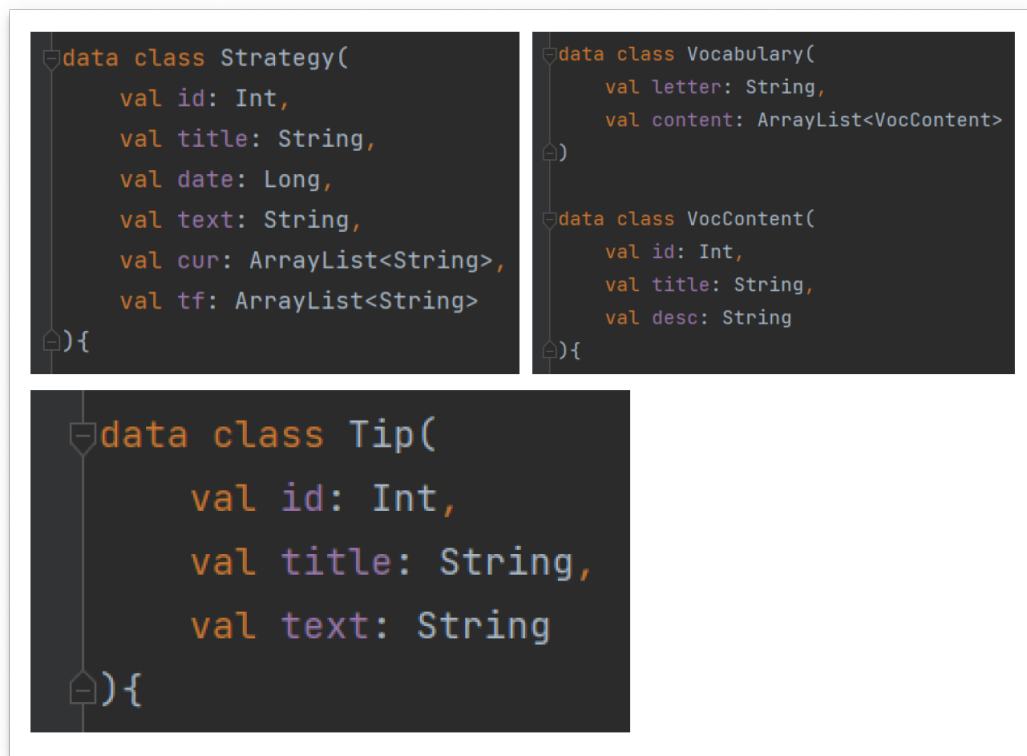 data class Strategy(
    val id: Int,
    val title: String,
    val date: Long,
    val text: String,
    val cur: ArrayList<String>,
    val tf: ArrayList<String>
){
data class Vocabulary(
    val letter: String,
    val content: ArrayList<VocContent>
)
data class VocContent(
    val id: Int,
    val title: String,
    val desc: String
){
data class Tip(
    val id: Int,
    val title: String,
    val text: String
){